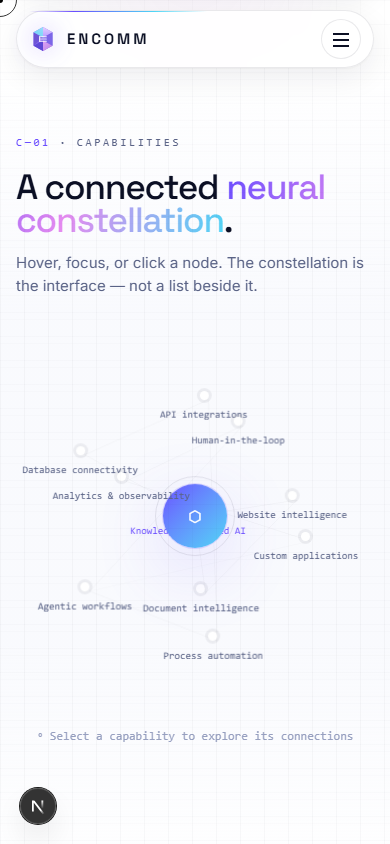 ENCOMM
C—01 · CAPABILITIES
A connected neural
constellation.
Hover, focus, or click a node. The constellation is
the interface — not a list beside it.
API integrations
Human-in-the-loop
Database connectivity
Analytics & observability
Website intelligence
AI
Custom applications
Agentic workflows
Document intelligence
Process automation
° Select a capability to explore its connections
N